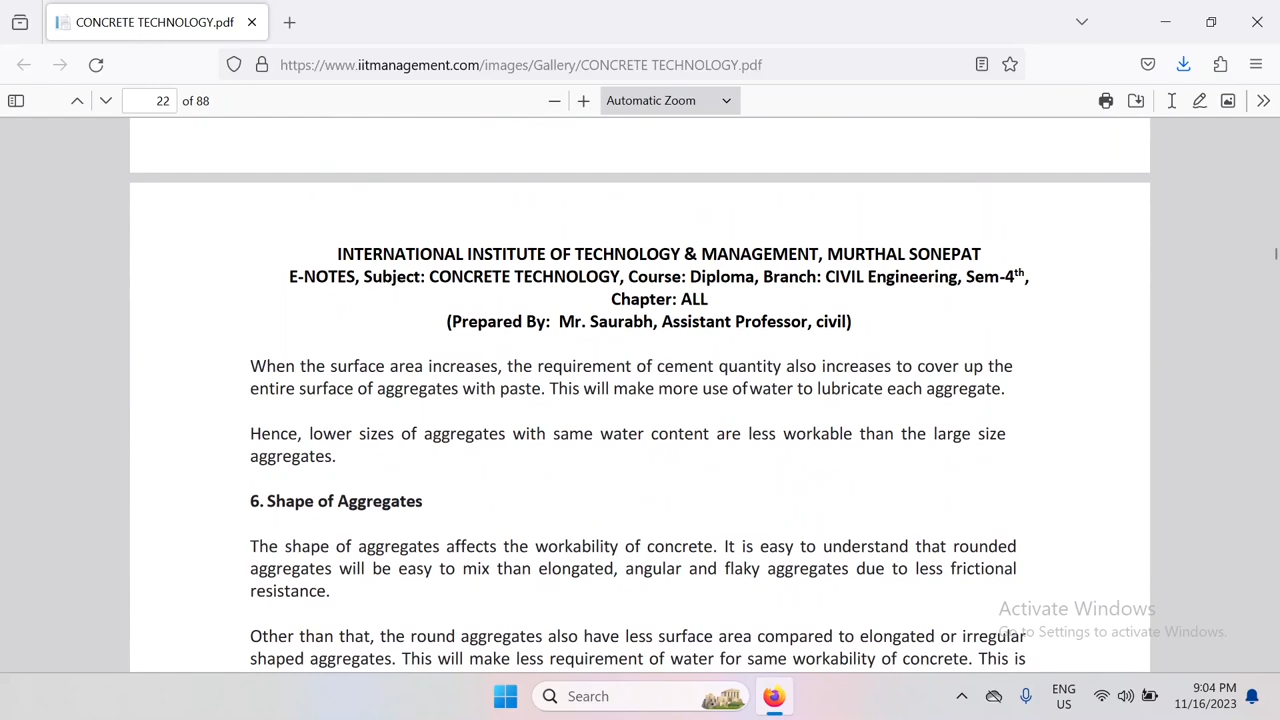 CONCRETE TECHNOLOGY.pdf
https://www.iitmanagement.com/images/Gallery/CONCRETE TECHNOLOGY.pdf
22 of 88
Automatic Zoom
INTERNATIONAL INSTITUTE OF TECHNOLOGY & MANAGEMENT, MURTHAL SONEPAT
E-NOTES, Subject: CONCRETE TECHNOLOGY, Course: Diploma, Branch: CIVIL Engineering, Sem-4th,
Chapter: ALL
(Prepared By: Mr. Saurabh, Assistant Professor, civil)
When the surface area increases, the requirement of cement quantity also increases to cover up the
entire surface of aggregates with paste. This will make more use of water to lubricate each aggregate.
Hence, lower sizes of aggregates with same water content are less workable than the large size
aggregates.
6. Shape of Aggregates
The shape of aggregates affects the workability of concrete. It is easy to understand that rounded
aggregates will be easy to mix than elongated, angular and flaky aggregates due to less frictional
resistance.
Other than that, the round aggregates also have less surface area compared to elongated or irregular
shaped aggregates. This will make less requirement of water for same workability of concrete. This is
Activate Windows
Go to Settings to activate Windows.
Search
ENG
US
9:04 PM
11/16/2023